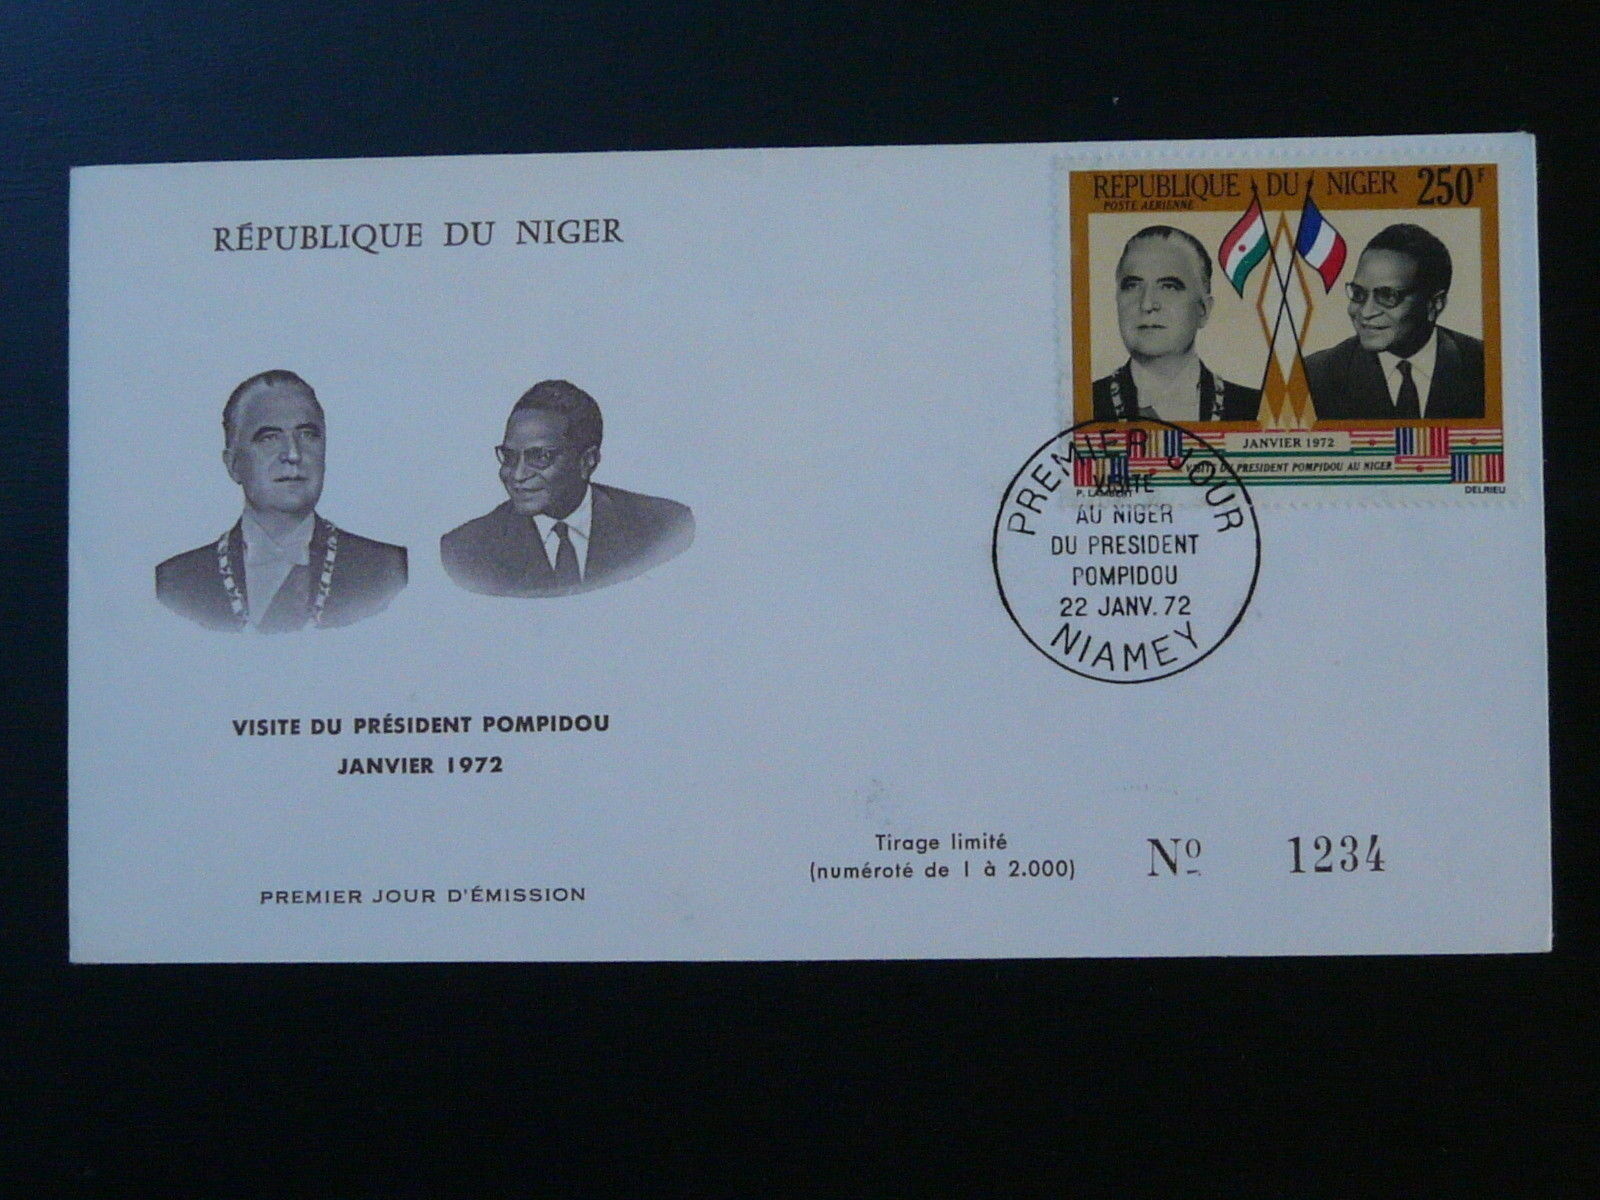 RÉPUBLIQUE DU NIGER
VISITE DU PRÉSIDENT POMPIDOU
JANVIER 1972
PREMIER JOUR D'ÉMISSION
REPUBLIQUE DU NIGER 250F
POSTE AERIENNE
JANVIER 1972
VISITE DU PRESIDENT POMPIDOU AU NIGER
P. LAMBERT DELRIEU
PREMIER JOUR
VISITE
AU NIGER
DU PRESIDENT
POMPIDOU
22 JANV. 72
NIAMEY
Tirage limité
(numéroté de 1 à 2.000)
Nº 1234